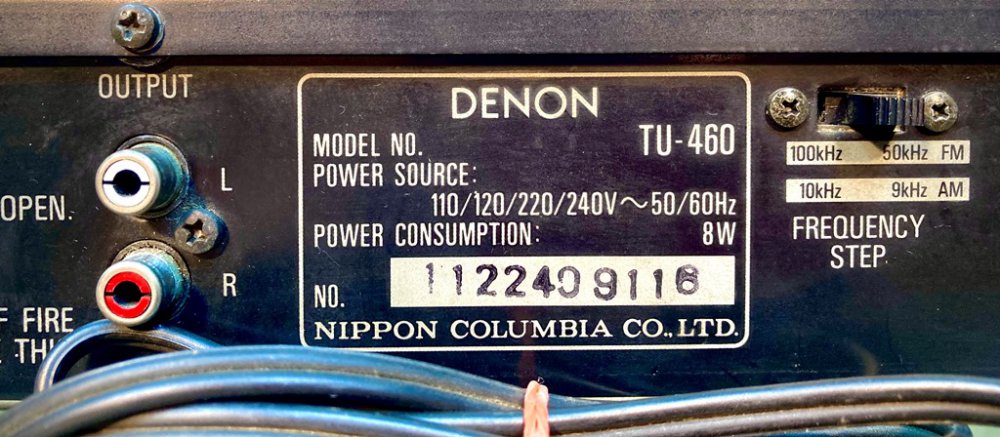 OUTPUT
L
OPEN.
R
F FIRE
THI
DENON
MODEL NO. TU-460
POWER SOURCE:
110/120/220/240V~50/60Hz
POWER CONSUMPTION: 8W
NO. 1122409116
NIPPON COLUMBIA CO.,LTD.
100kHz 50kHz FM
10kHz 9kHz AM
FREQUENCY
STEP